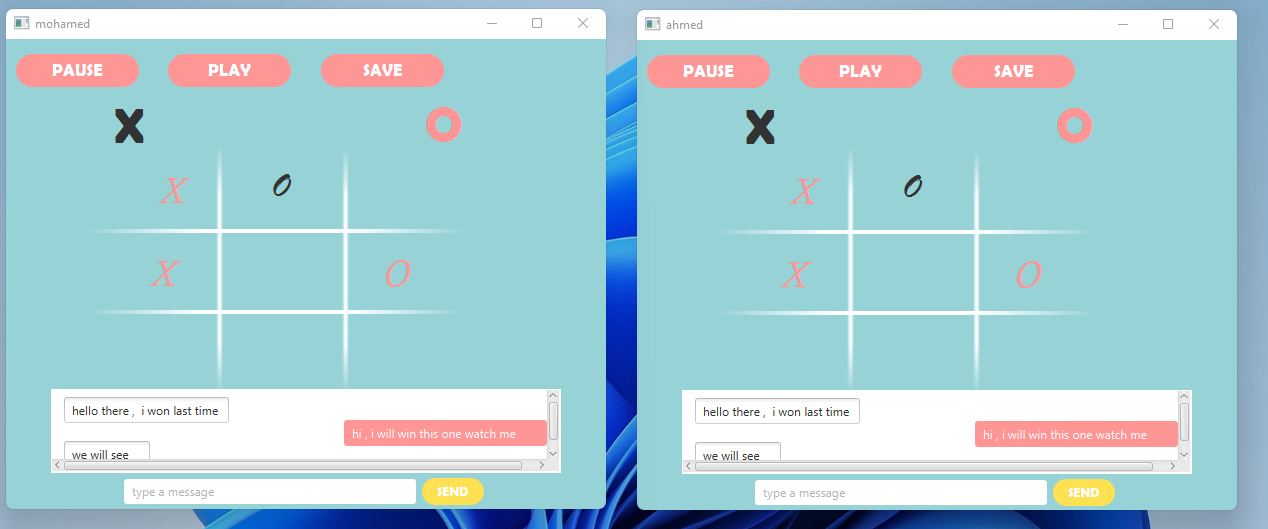 mohamed
PAUSE PLAY SAVE
X O
X O
X O
hello there , i won last time
hi , i will win this one watch me
we will see
type a message SEND
ahmed
PAUSE PLAY SAVE
X O
X O
X O
hello there , i won last time
hi , i will win this one watch me
we will see
type a message SEND